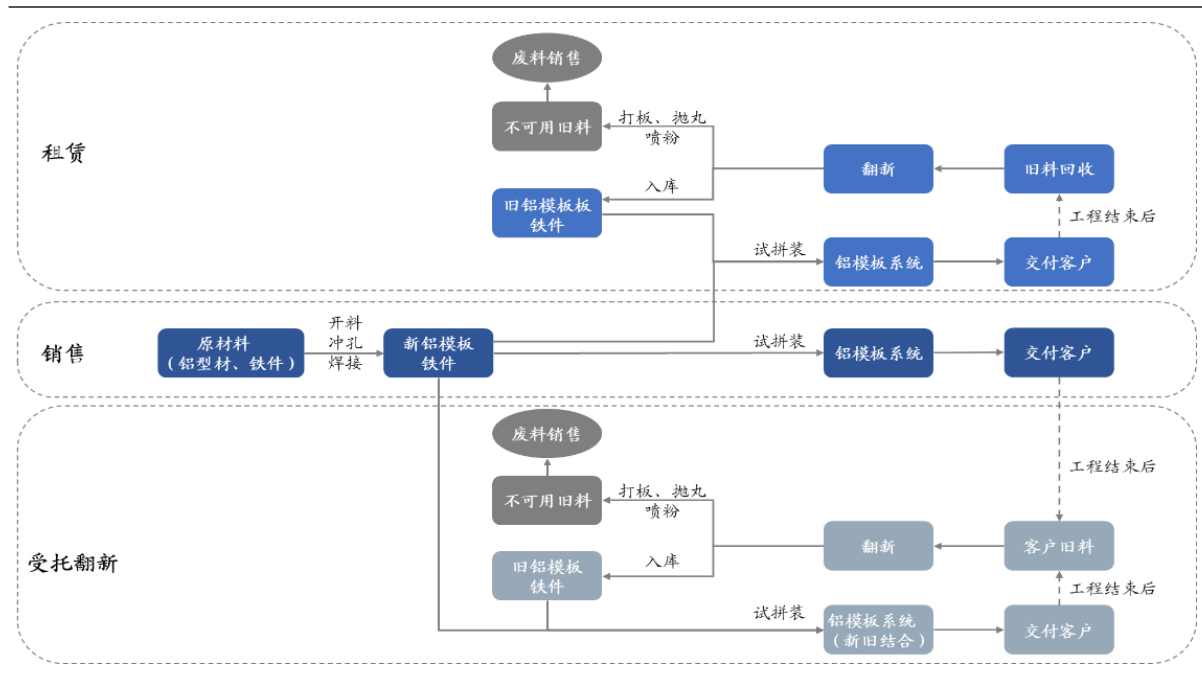 租赁
废料销售
不可用旧料
打板、抛丸
喷粉
入库
旧铝模板板
铁件
翻新
旧料回收
工程结束后
试拼装
铝模板系统
交付客户
销售
原材料
（铝型材、铁件）
开料
冲孔
焊接
新铝模板
铁件
试拼装
铝模板系统
交付客户
工程结束后
受托翻新
废料销售
不可用旧料
打板、抛丸
喷粉
入库
旧铝模板
铁件
翻新
客户旧料
工程结束后
试拼装
铝模板系统
（新旧结合）
交付客户